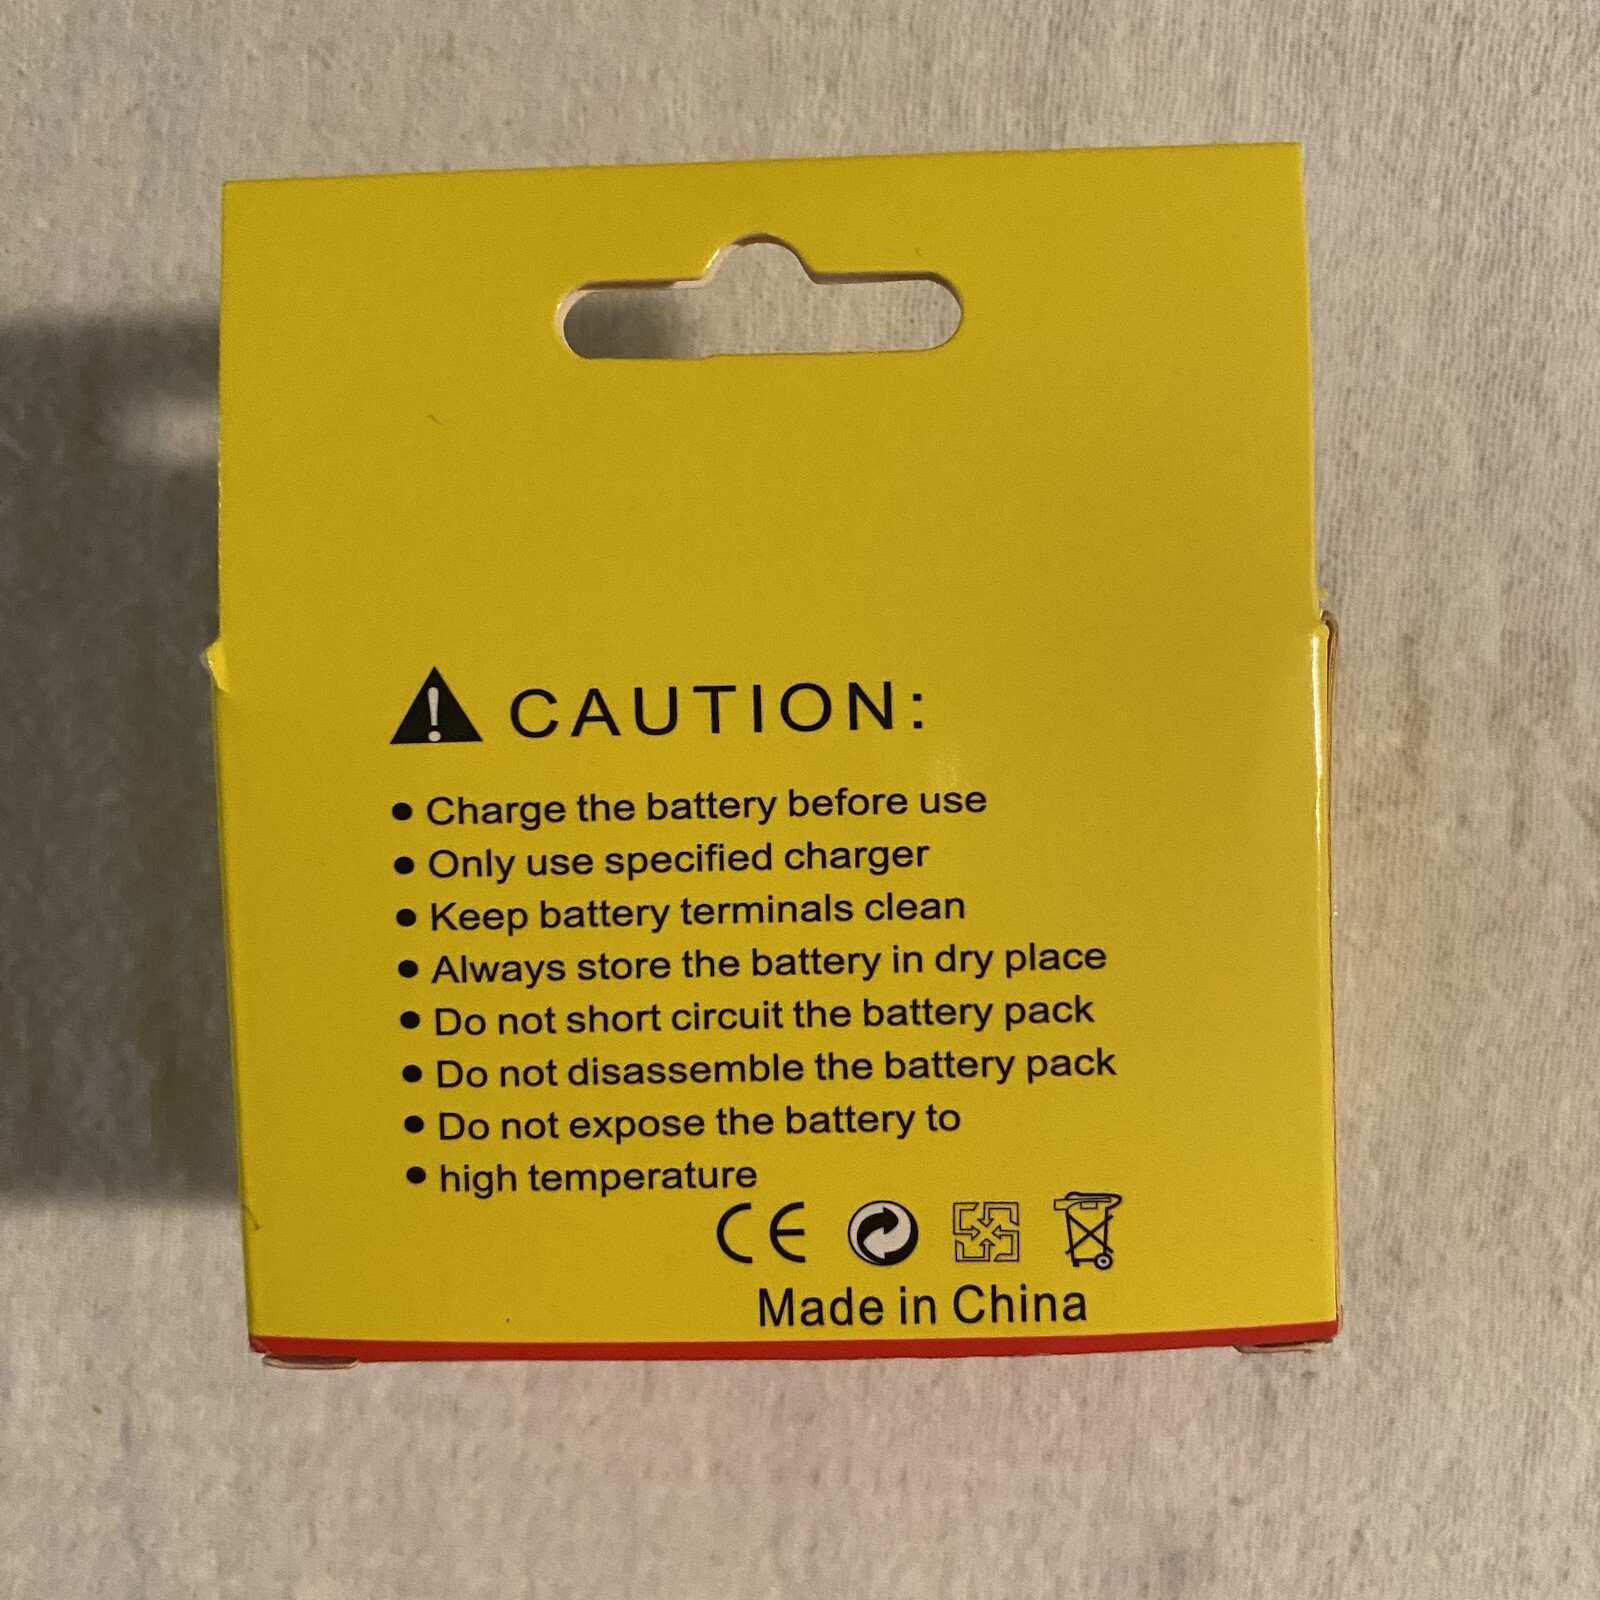 CAUTION:
• Charge the battery before use
• Only use specified charger
• Keep battery terminals clean
• Always store the battery in dry place
• Do not short circuit the battery pack
• Do not disassemble the battery pack
• Do not expose the battery to
• high temperature
CE
Made in China